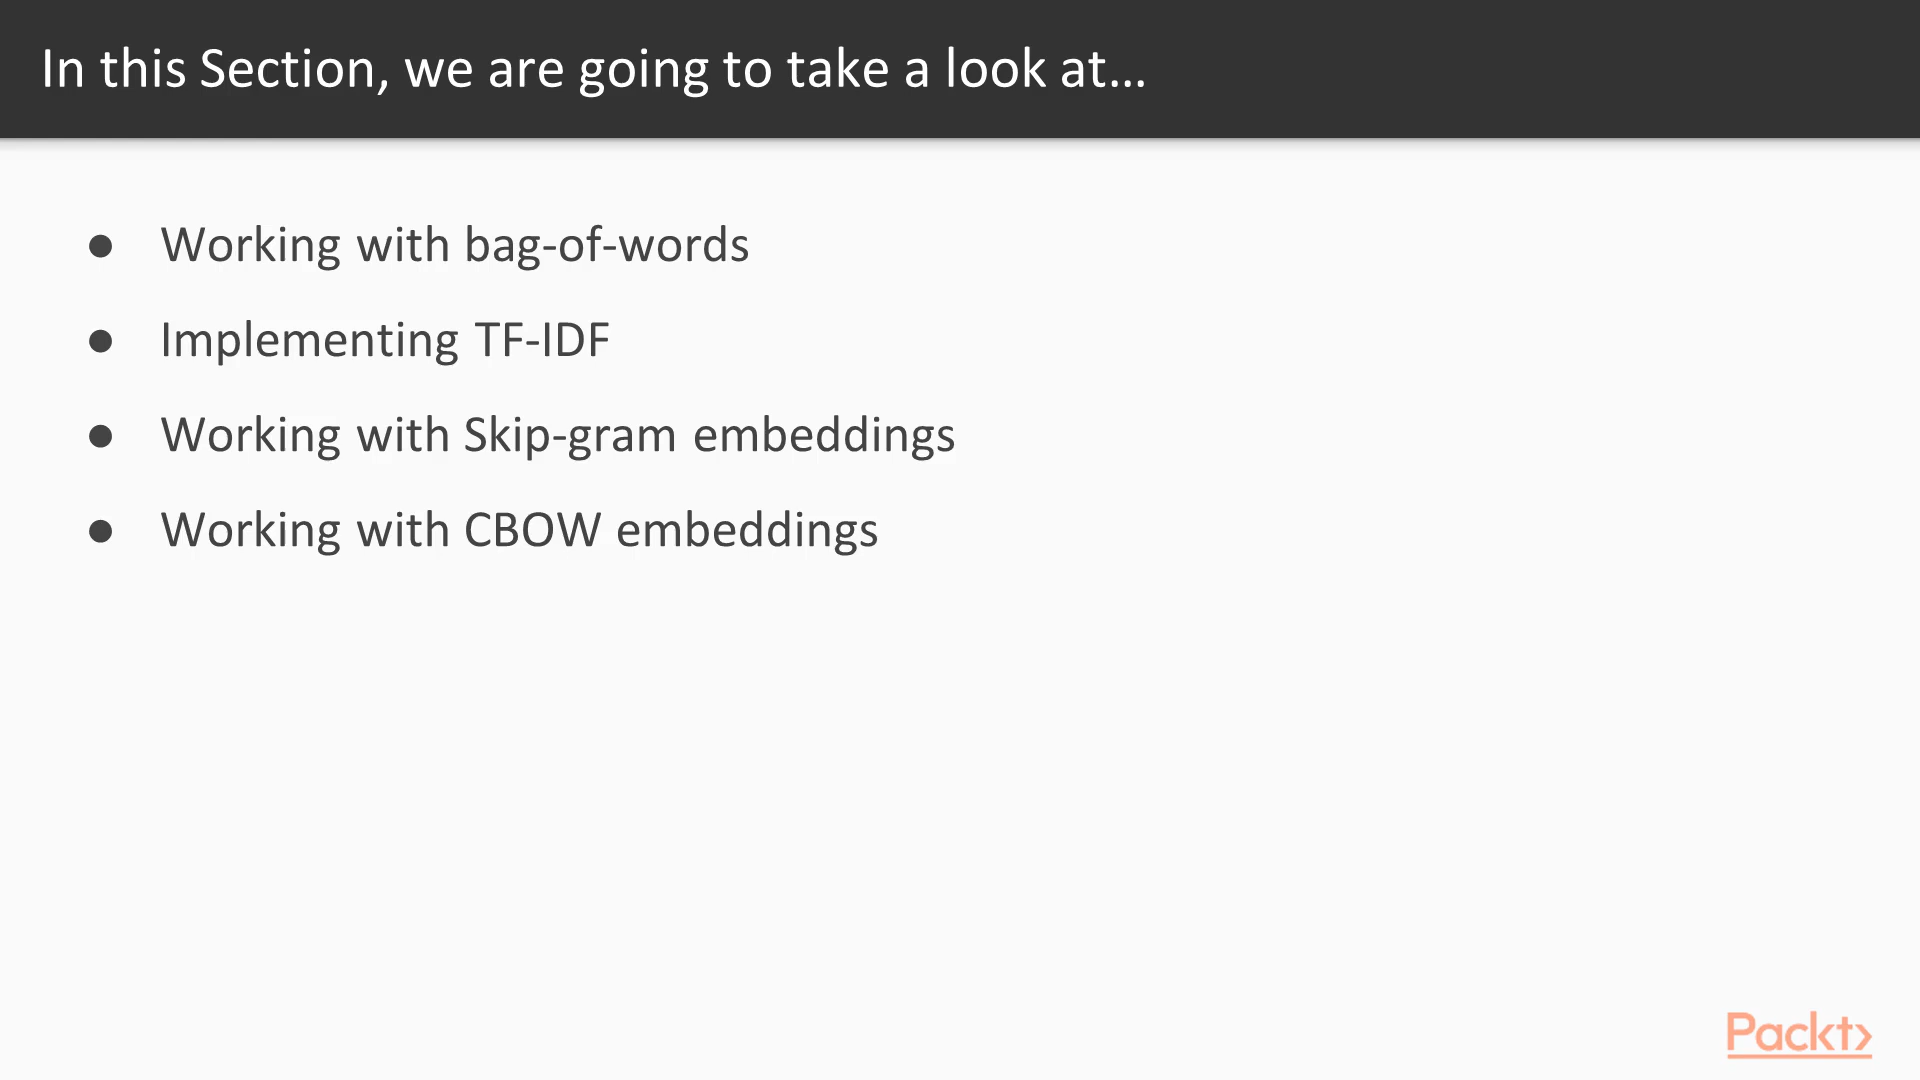 In this Section, we are going to take a look at...
● Working with bag-of-words
● Implementing TF-IDF
● Working with Skip-gram embeddings
● Working with CBOW embeddings
Packt>